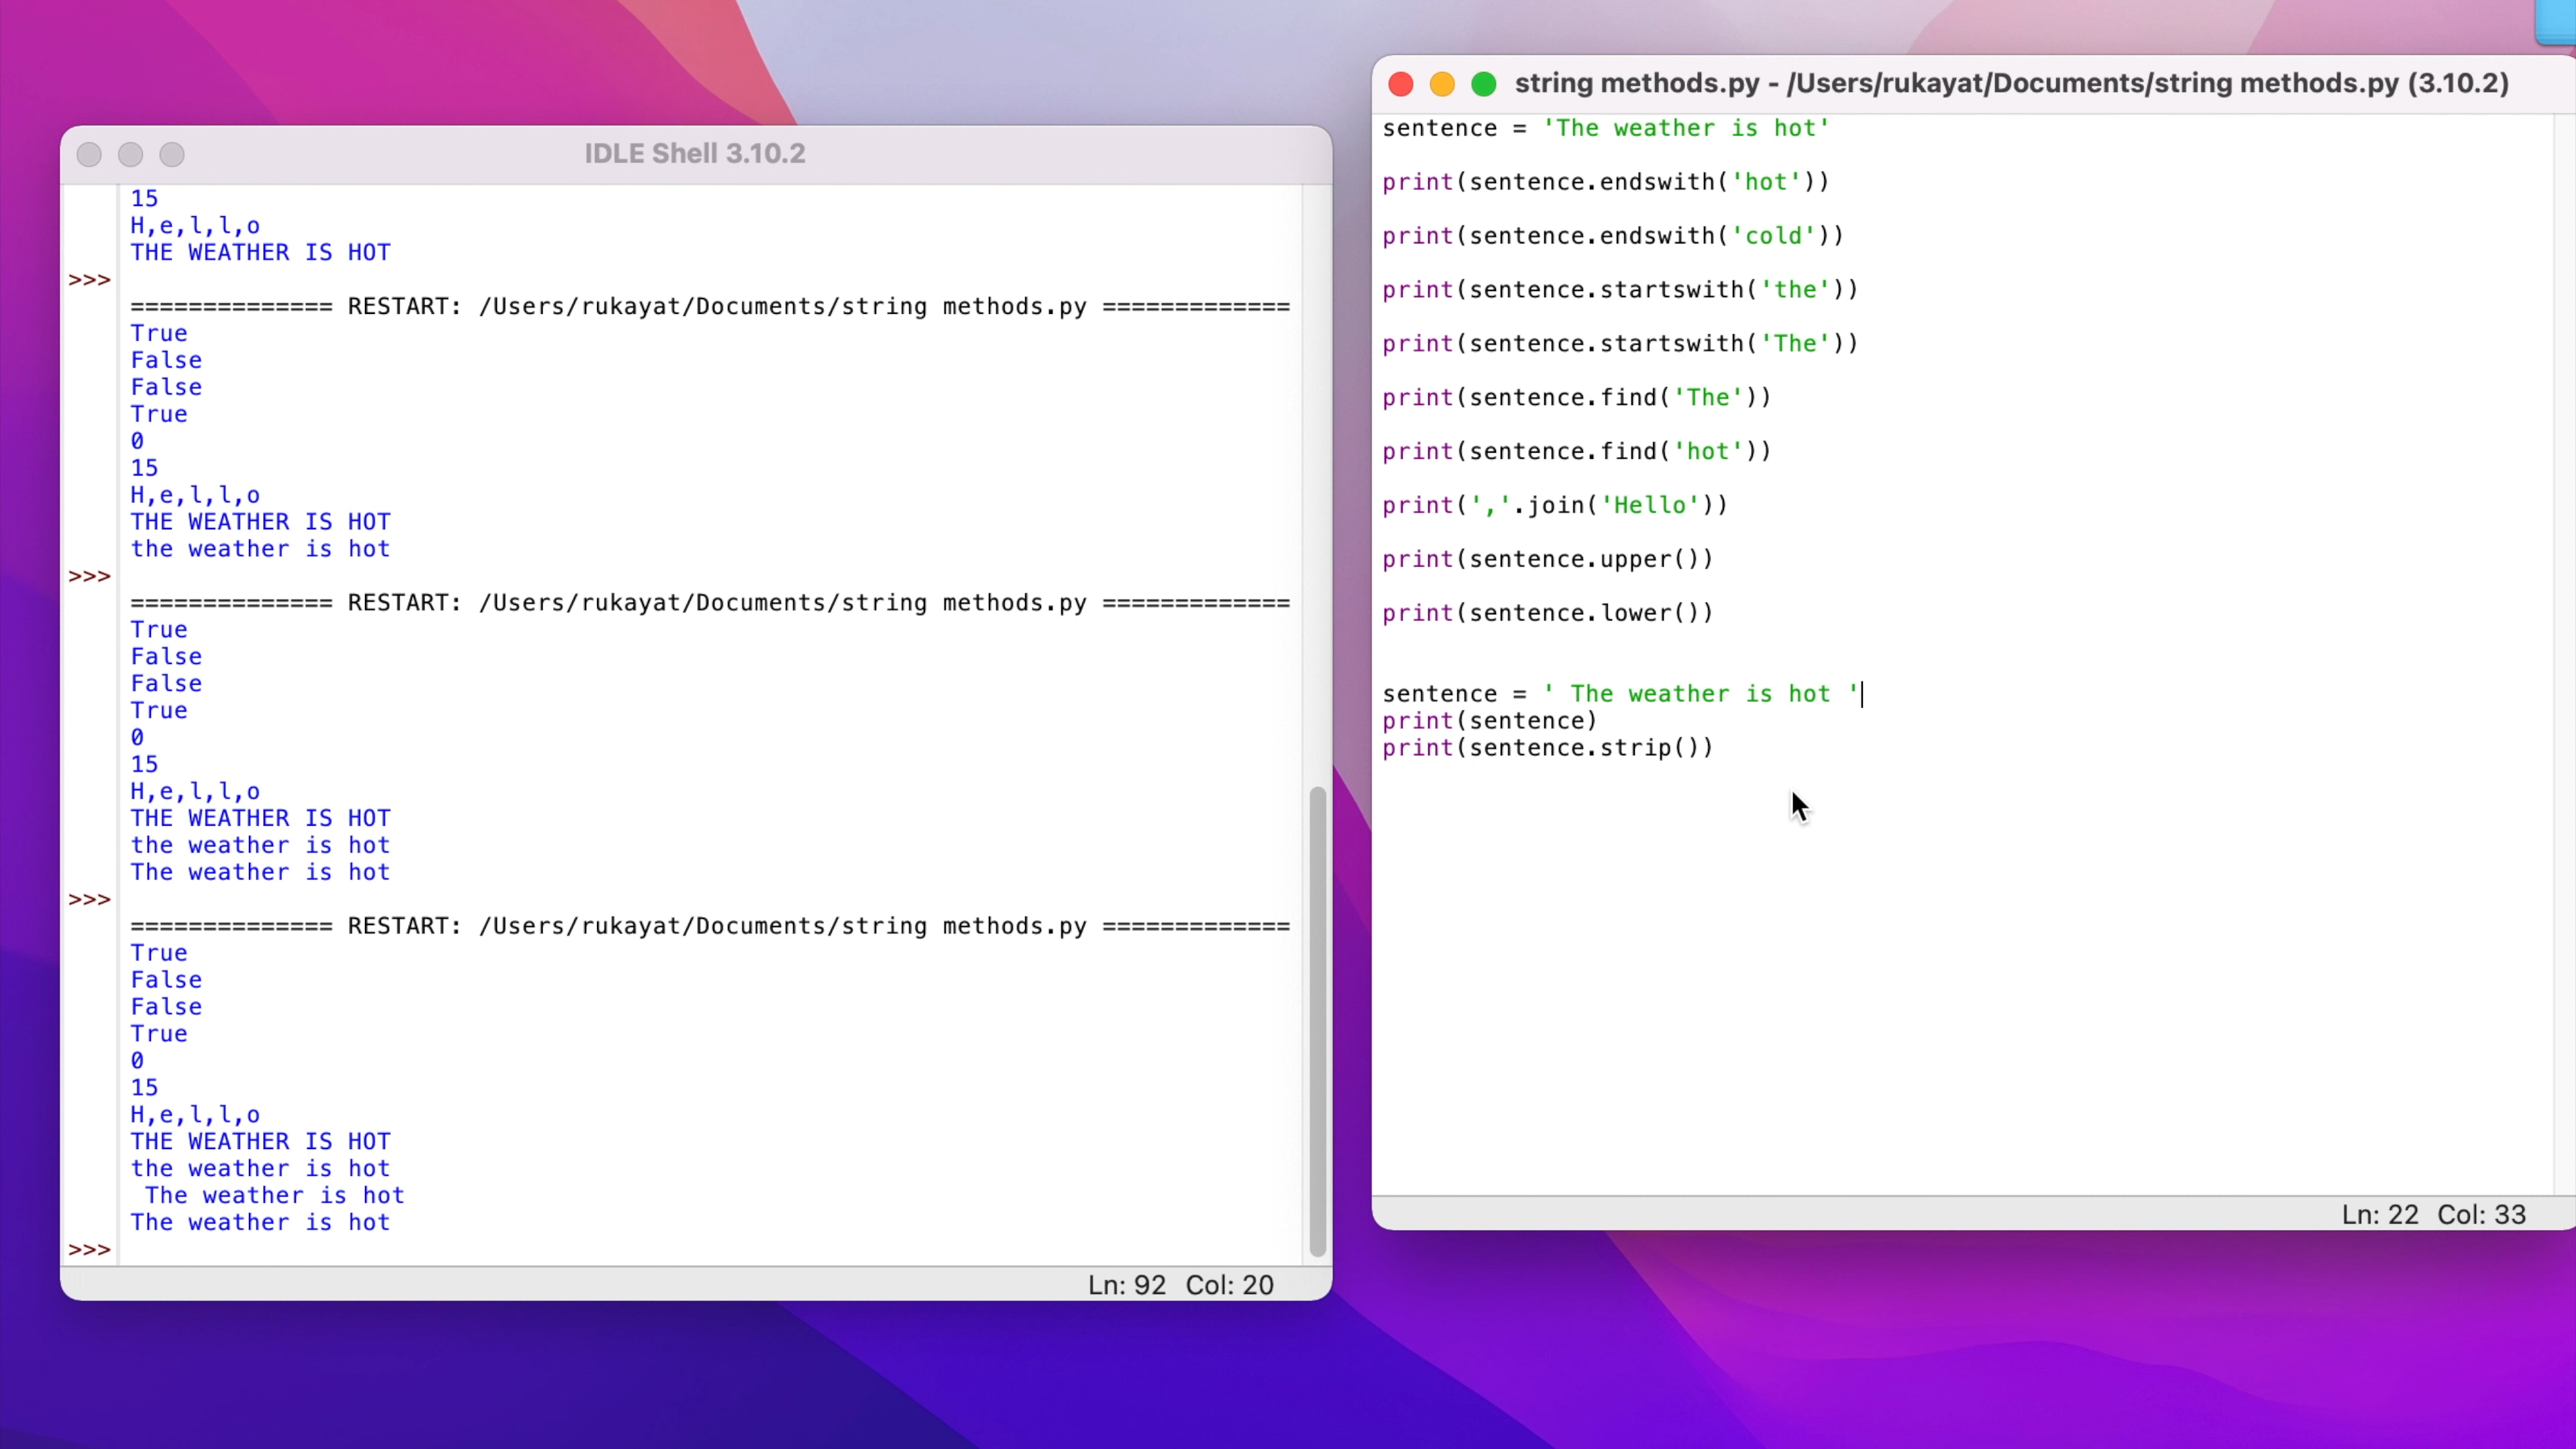 IDLE Shell 3.10.2
15
H,e,l,l,o
THE WEATHER IS HOT
>>>
============== RESTART: /Users/rukayat/Documents/string methods.py =============
True
False
False
True
0
15
H,e,l,l,o
THE WEATHER IS HOT
the weather is hot
>>>
============== RESTART: /Users/rukayat/Documents/string methods.py =============
True
False
False
True
0
15
H,e,l,l,o
THE WEATHER IS HOT
the weather is hot
The weather is hot
>>>
============== RESTART: /Users/rukayat/Documents/string methods.py =============
True
False
False
True
0
15
H,e,l,l,o
THE WEATHER IS HOT
the weather is hot
 The weather is hot
The weather is hot
>>>
Ln: 92 Col: 20
string methods.py - /Users/rukayat/Documents/string methods.py (3.10.2)
sentence = 'The weather is hot'
print(sentence.endswith('hot'))
print(sentence.endswith('cold'))
print(sentence.startswith('the'))
print(sentence.startswith('The'))
print(sentence.find('The'))
print(sentence.find('hot'))
print(','.join('Hello'))
print(sentence.upper())
print(sentence.lower())
sentence = ' The weather is hot '
print(sentence)
print(sentence.strip())
Ln: 22 Col: 33